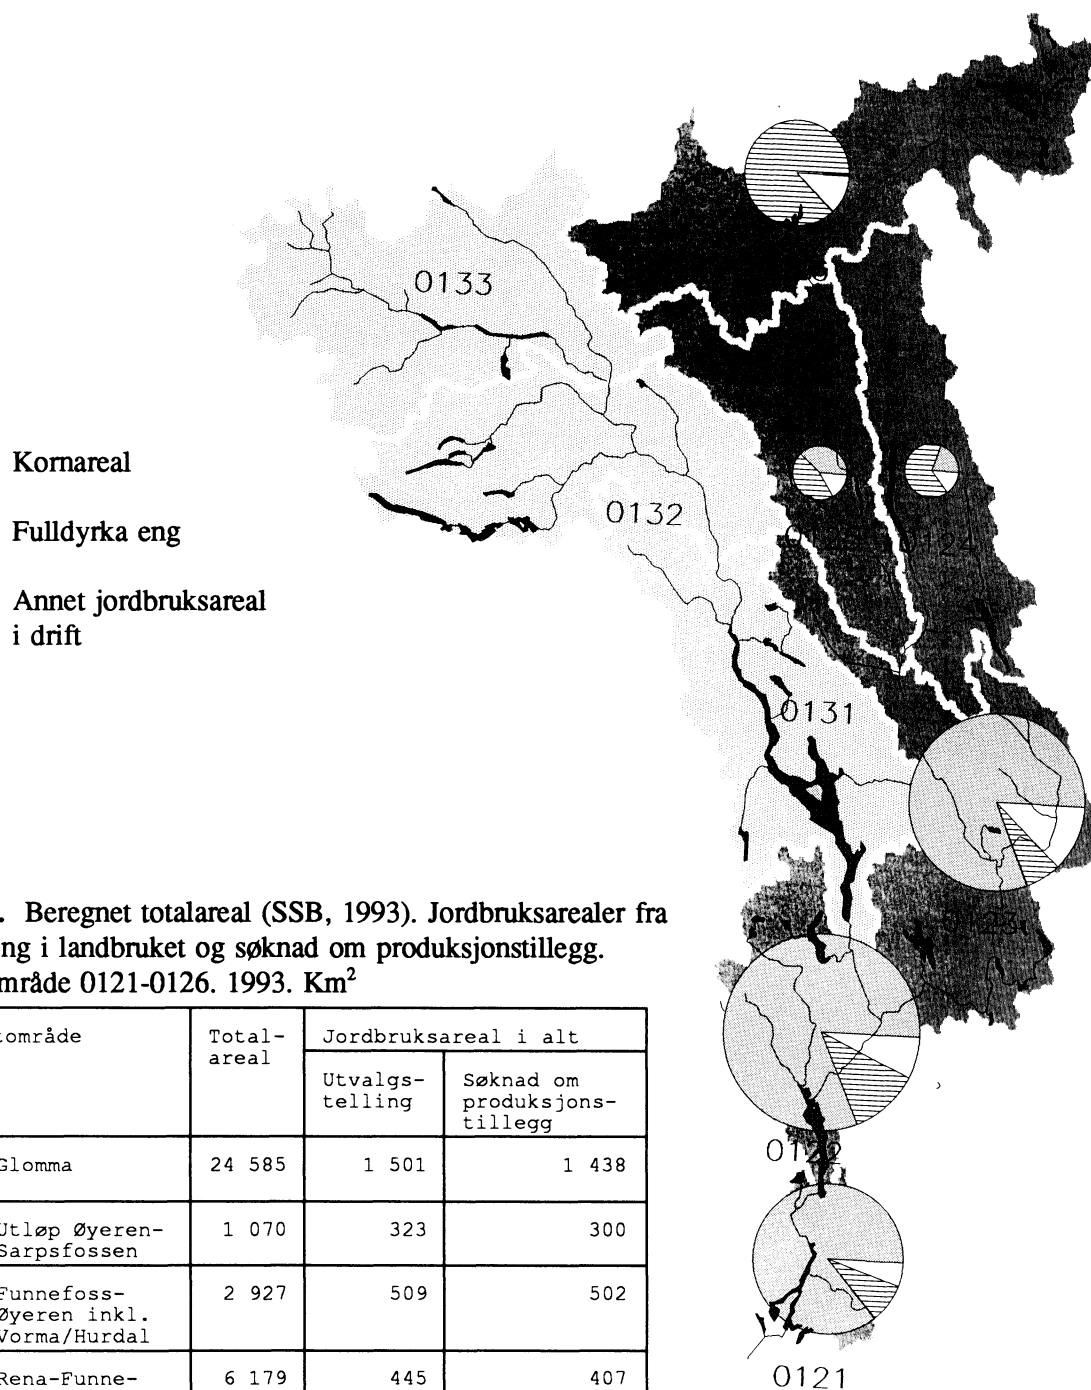 0133
Kornareal
0132
Fulldyrka eng
0124
Annet jordbruksareal
i drift
0131
. Beregnet totalareal (SSB, 1993). Jordbruksarealer fra
ng i landbruket og søknad om produksjonstillegg.
mråde 0121-0126. 1993. Km²
0123
område Total- Jordbruksareal i alt
areal
Utvalgs- Søknad om
telling produksjons-
tillegg
Glomma 24 585 1 501 1 438
Utløp Øyeren- 1 070 323 300
Sarpsfossen
Funnefoss- 2 927 509 502
Øyeren inkl.
Vorma/Hurdal
Rena-Funne- 6 179 445 407
0122
0121